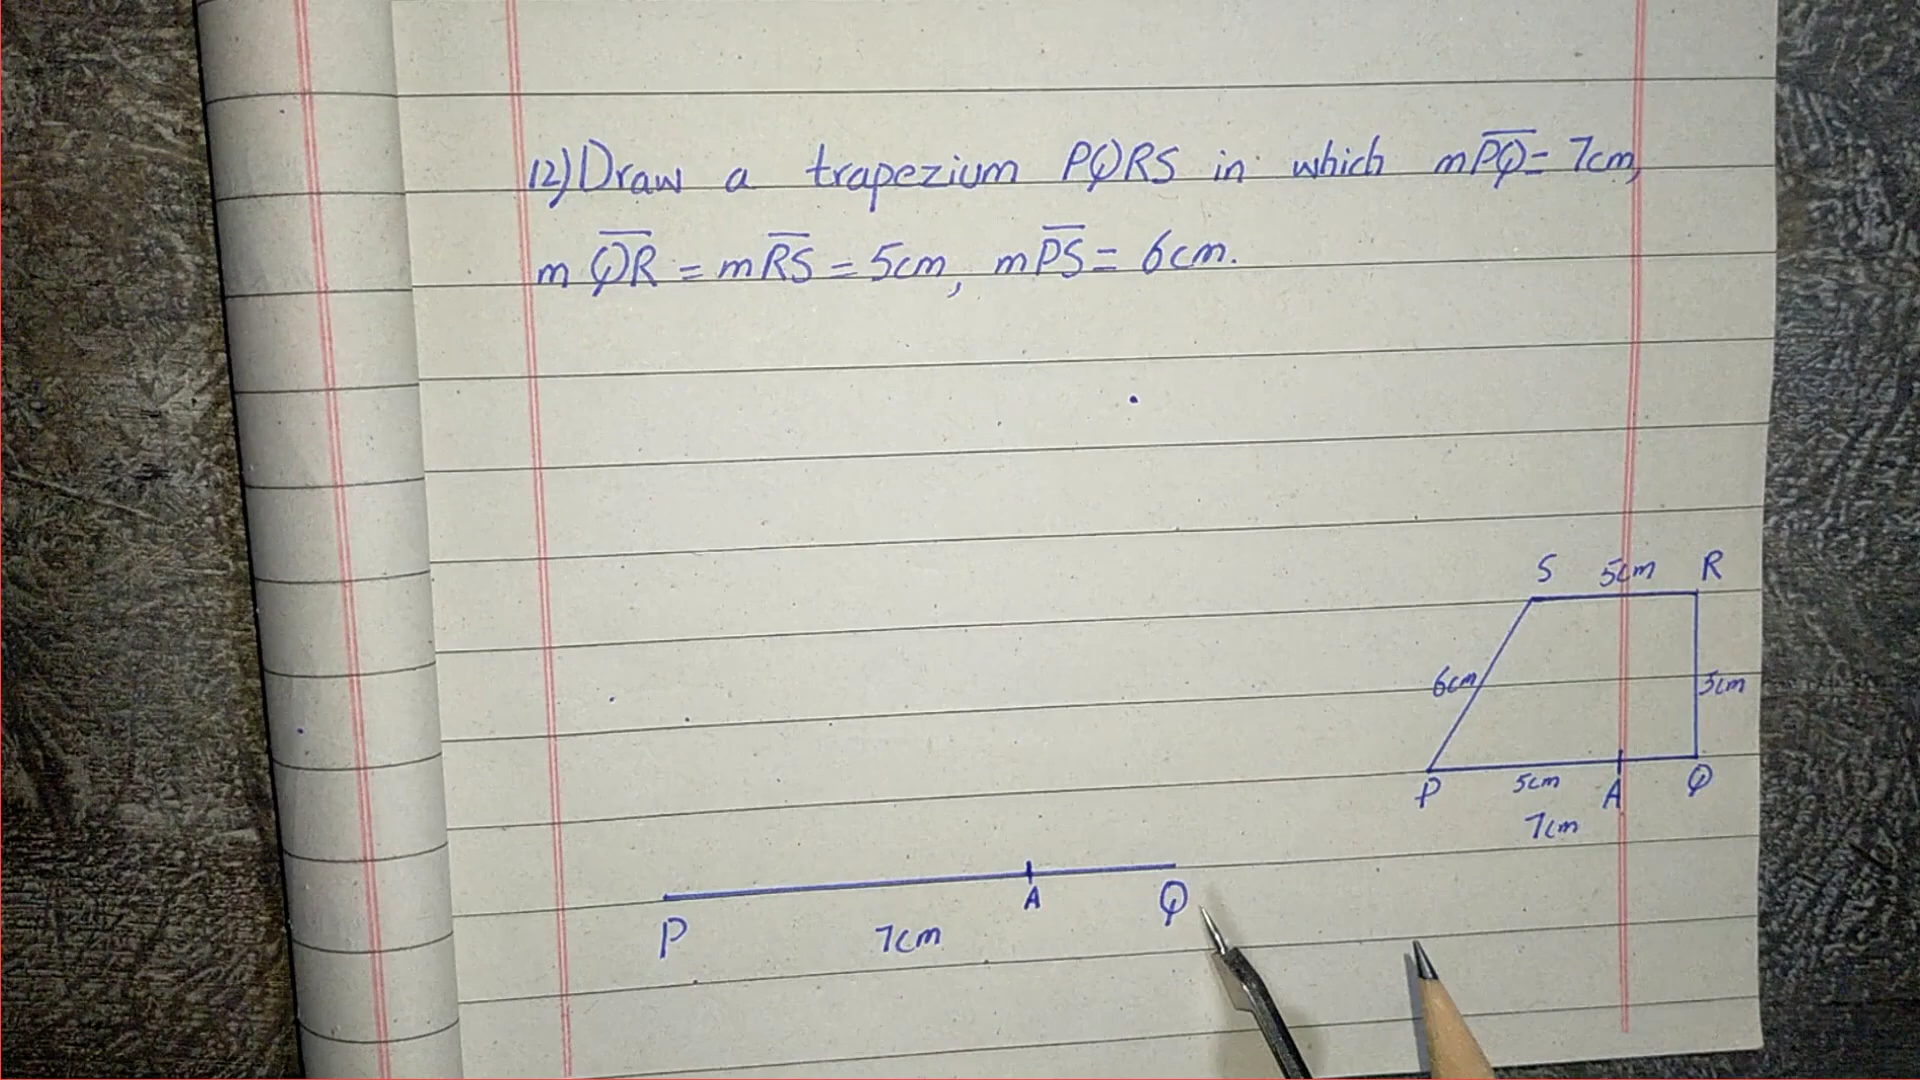 12) Draw a trapezium PQRS in which mPQ = 7cm,
mQR = mRS = 5cm, mPS = 6cm.
S 5cm R
6cm 5cm
P 5cm A Q
7cm
P 7cm A Q